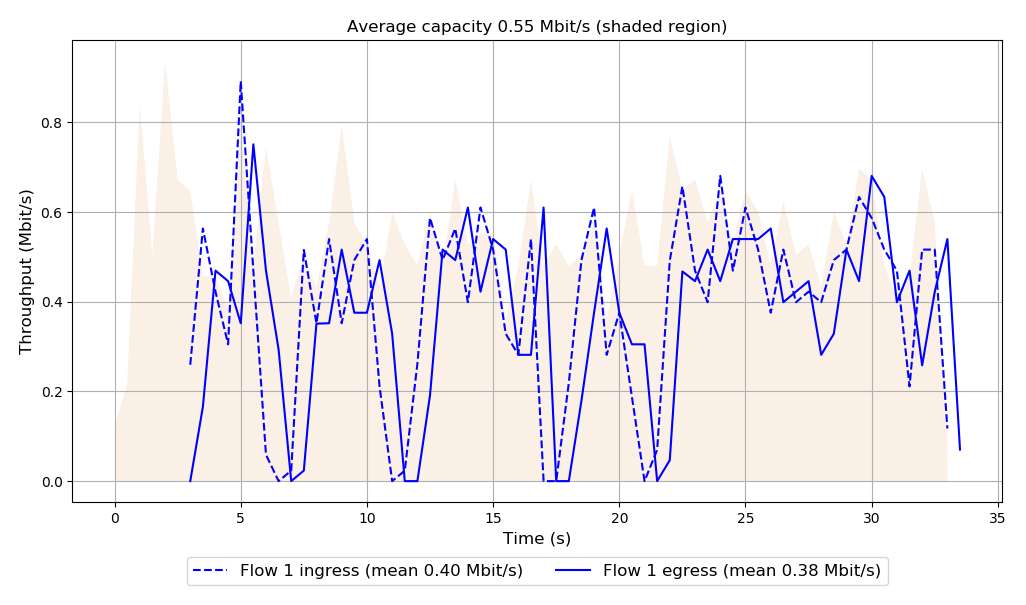 Average capacity 0.55 Mbit/s (shaded region)
Throughput (Mbit/s)
0.8
0.6
0.4
0.2
0.0
0 5 10 15 20 25 30 35
Time (s)
Flow 1 ingress (mean 0.40 Mbit/s) Flow 1 egress (mean 0.38 Mbit/s)